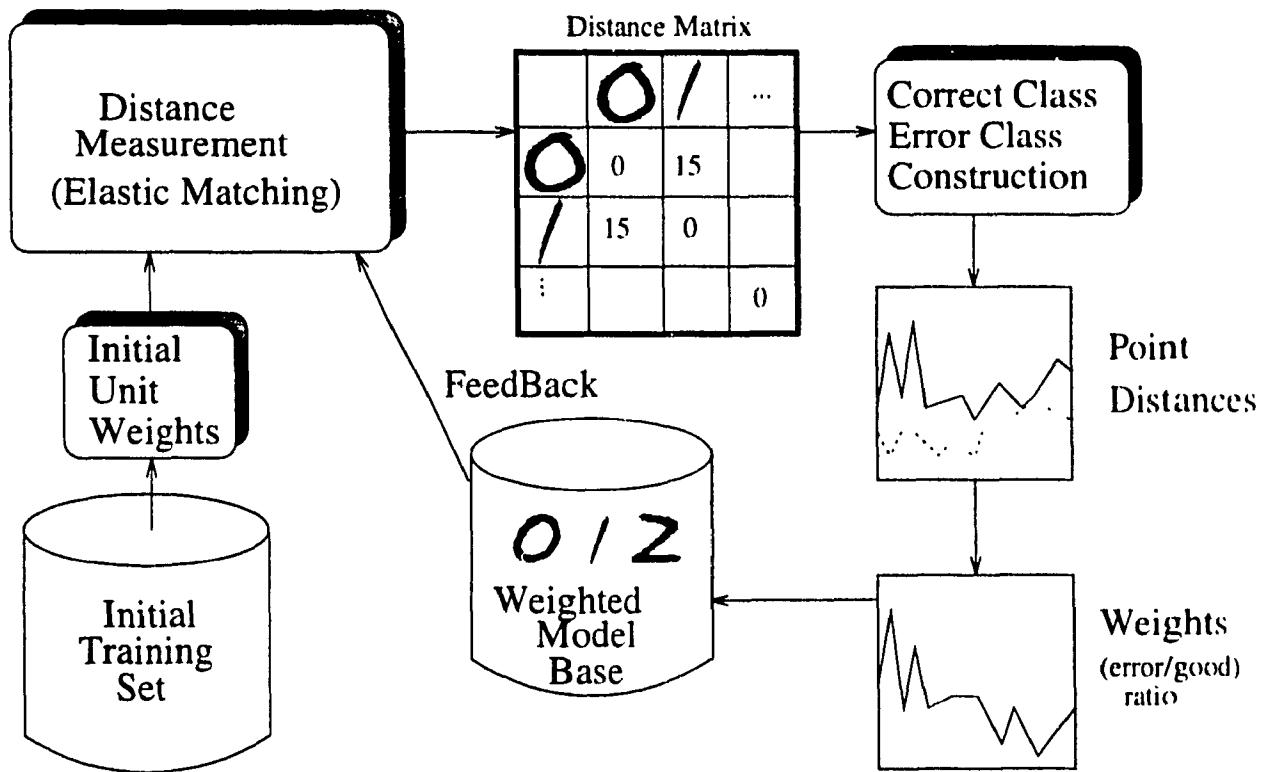 Distance Matrix
Distance
Measurement
(Elastic Matching)
0 / ...
0 0 15
/ 15 0
⋮ 0
Correct Class
Error Class
Construction
Initial
Unit
Weights
FeedBack
Point
Distances
0 / 2
Weighted
Model
Base
Initial
Training
Set
Weights
(error/good)
ratio